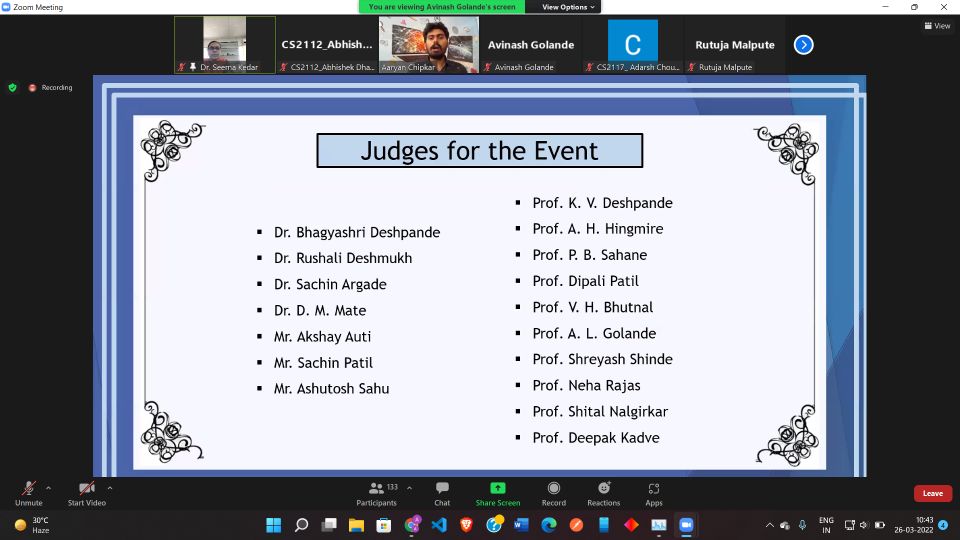 Zoom Meeting
You are viewing Avinash Golande's screen
View Options
View
CS2112_Abhish...
Avinash Golande
C
Rutuja Malpute
Dr. Seema Kedar
CS2112_Abhishek Dha...
Aaryan Chipkar
Avinash Golande
CS2117_ Adarsh Chou...
Rutuja Malpute
Recording
Judges for the Event
▪ Dr. Bhagyashri Deshpande
▪ Dr. Rushali Deshmukh
▪ Dr. Sachin Argade
▪ Dr. D. M. Mate
▪ Mr. Akshay Auti
▪ Mr. Sachin Patil
▪ Mr. Ashutosh Sahu
▪ Prof. K. V. Deshpande
▪ Prof. A. H. Hingmire
▪ Prof. P. B. Sahane
▪ Prof. Dipali Patil
▪ Prof. V. H. Bhutnal
▪ Prof. A. L. Golande
▪ Prof. Shreyash Shinde
▪ Prof. Neha Rajas
▪ Prof. Shital Nalgirkar
▪ Prof. Deepak Kadve
133
Unmute
Start Video
Participants
Chat
Share Screen
Record
Reactions
Apps
Leave
30°C
Haze
ENG
IN
10:43
26-03-2022
4